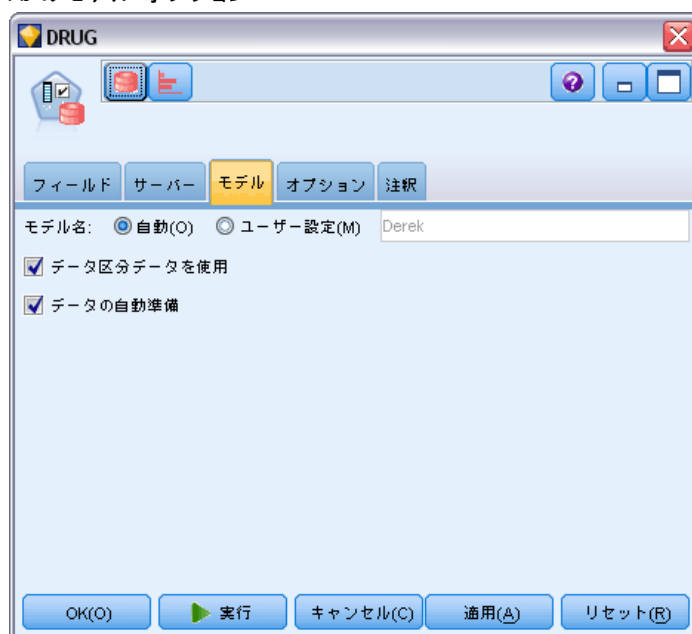 DRUG
フィールド サーバー モデル オプション 注釈
モデル名: 自動(O) ユーザー設定(M) Derek
データ区分データを使用
データの自動準備
OK(O) 実行 キャンセル(C) 適用(A) リセット(R)